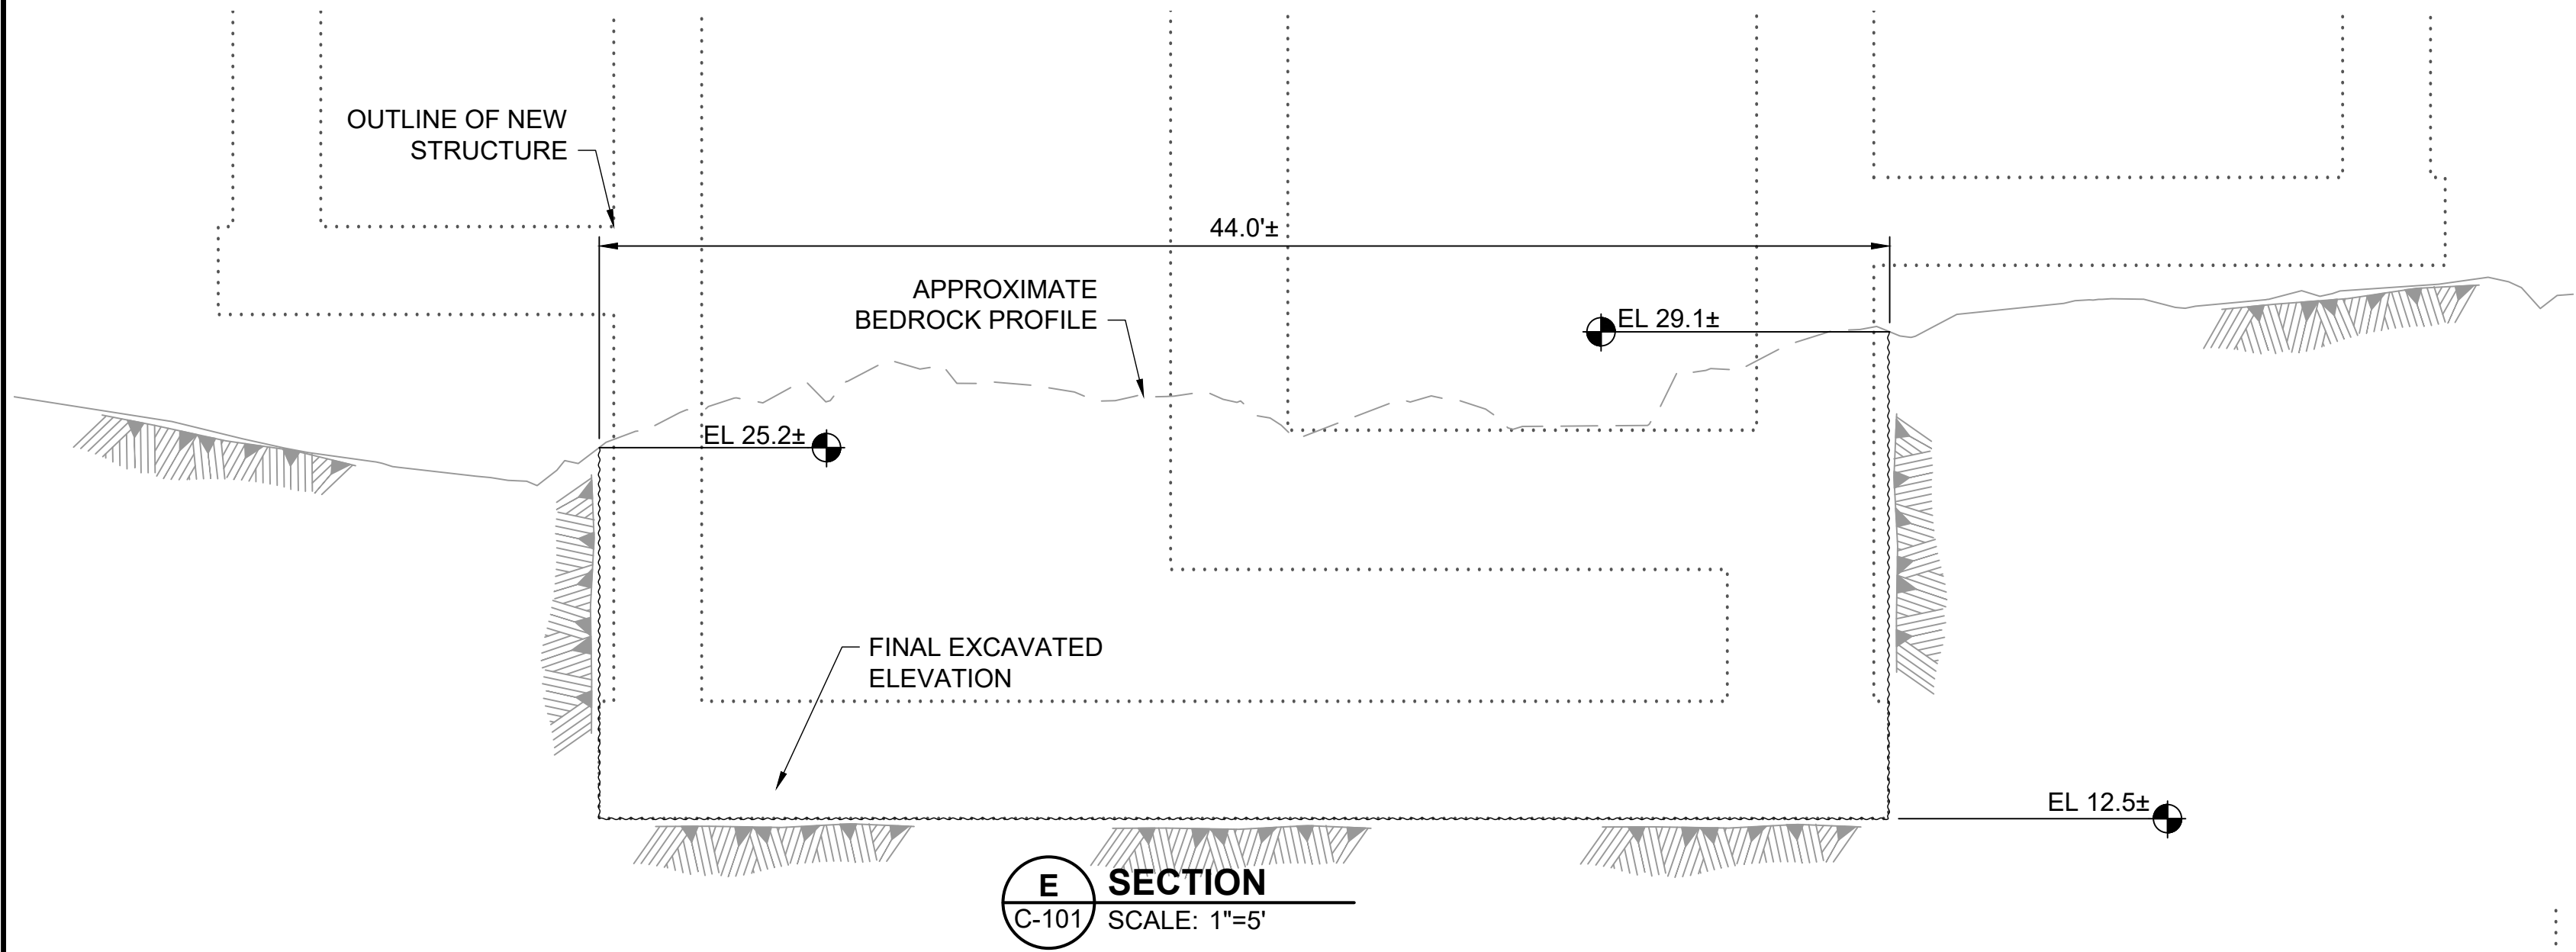 OUTLINE OF NEW
STRUCTURE
44.0'±
APPROXIMATE
BEDROCK PROFILE
EL 29.1±
EL 25.2±
FINAL EXCAVATED
ELEVATION
EL 12.5±
E
C-101
SECTION
SCALE: 1"=5'